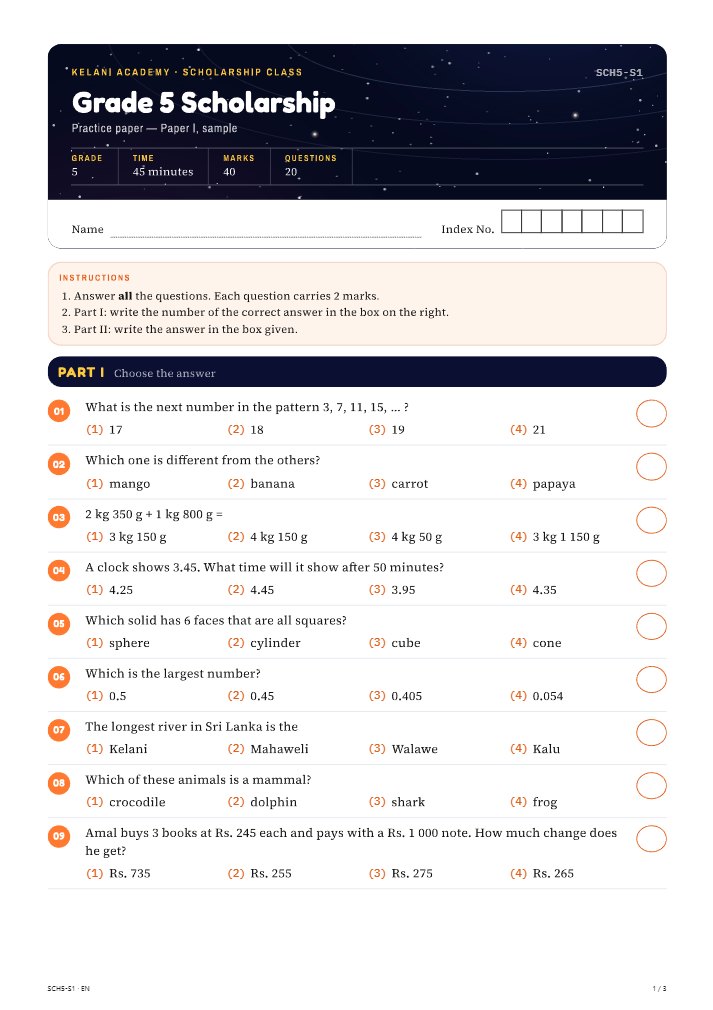 KELANI ACADEMY · SCHOLARSHIP CLASS
SCH5-S1
Grade 5 Scholarship
Practice paper — Paper I, sample
GRADE TIME MARKS QUESTIONS
5 45 minutes 40 20
Name Index No.
INSTRUCTIONS
1. Answer all the questions. Each question carries 2 marks.
2. Part I: write the number of the correct answer in the box on the right.
3. Part II: write the answer in the box given.
PART I Choose the answer
01 What is the next number in the pattern 3, 7, 11, 15, ... ?
(1) 17 (2) 18 (3) 19 (4) 21
02 Which one is different from the others?
(1) mango (2) banana (3) carrot (4) papaya
03 2 kg 350 g + 1 kg 800 g =
(1) 3 kg 150 g (2) 4 kg 150 g (3) 4 kg 50 g (4) 3 kg 1 150 g
04 A clock shows 3.45. What time will it show after 50 minutes?
(1) 4.25 (2) 4.45 (3) 3.95 (4) 4.35
05 Which solid has 6 faces that are all squares?
(1) sphere (2) cylinder (3) cube (4) cone
06 Which is the largest number?
(1) 0.5 (2) 0.45 (3) 0.405 (4) 0.054
07 The longest river in Sri Lanka is the
(1) Kelani (2) Mahaweli (3) Walawe (4) Kalu
08 Which of these animals is a mammal?
(1) crocodile (2) dolphin (3) shark (4) frog
09 Amal buys 3 books at Rs. 245 each and pays with a Rs. 1 000 note. How much change does
he get?
(1) Rs. 735 (2) Rs. 255 (3) Rs. 275 (4) Rs. 265
SCH5-S1 · EN
1 / 3